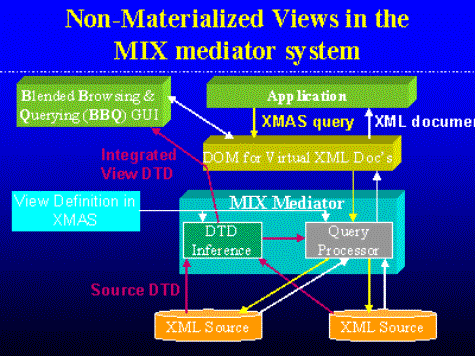 Non-Materialized Views in the
MIX mediator system
Blended Browsing &
Querying (BBQ) GUI
Application
XMAS query
XML documen
Integrated
View DTD
DOM for Virtual XML Doc's
View Definition in
XMAS
MIX Mediator
DTD
Inference
Query
Processor
Source DTD
XML Source
XML Source